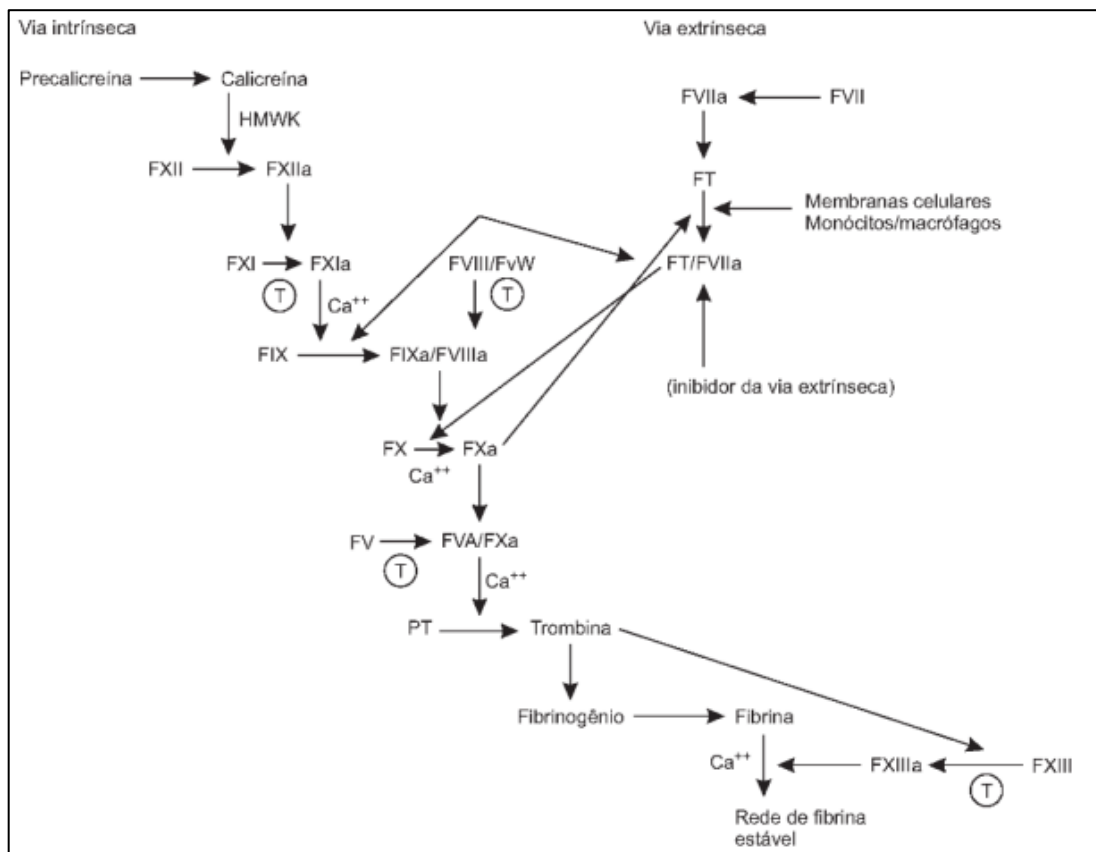 Via intrínseca
Via extrínseca
Precalicreína
Calicreína
FVIIa
FVII
HMWK
FXII
FXIIa
FT
Membranas celulares
Monócitos/macrófagos
FXI
FXIa
FVIII/FvW
FT/FVIIa
T
Ca++
T
FIX
FIXa/FVIIIa
(inibidor da via extrínseca)
FX
FXa
Ca++
FV
FVA/FXa
T
Ca++
PT
Trombina
Fibrinogênio
Fibrina
Ca++
FXIIIa
FXIII
T
Rede de fibrina
estável